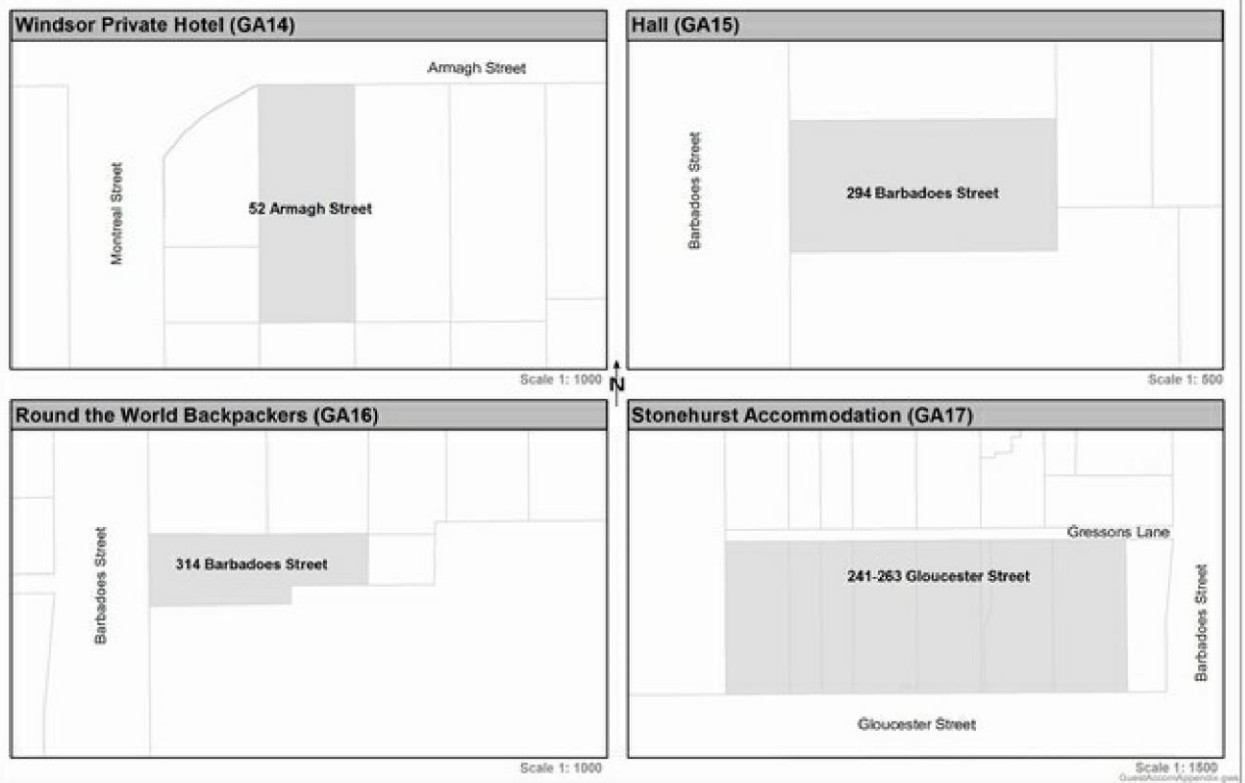 Windsor Private Hotel (GA14)
Armagh Street
Montreal Street
52 Armagh Street
Scale 1: 1000
Hall (GA15)
Barbadoes Street
294 Barbadoes Street
Scale 1: 500
N
Round the World Backpackers (GA16)
Barbadoes Street
314 Barbadoes Street
Scale 1: 1000
Stonehurst Accommodation (GA17)
Gressons Lane
241-263 Gloucester Street
Barbadoes Street
Gloucester Street
Scale 1: 1500